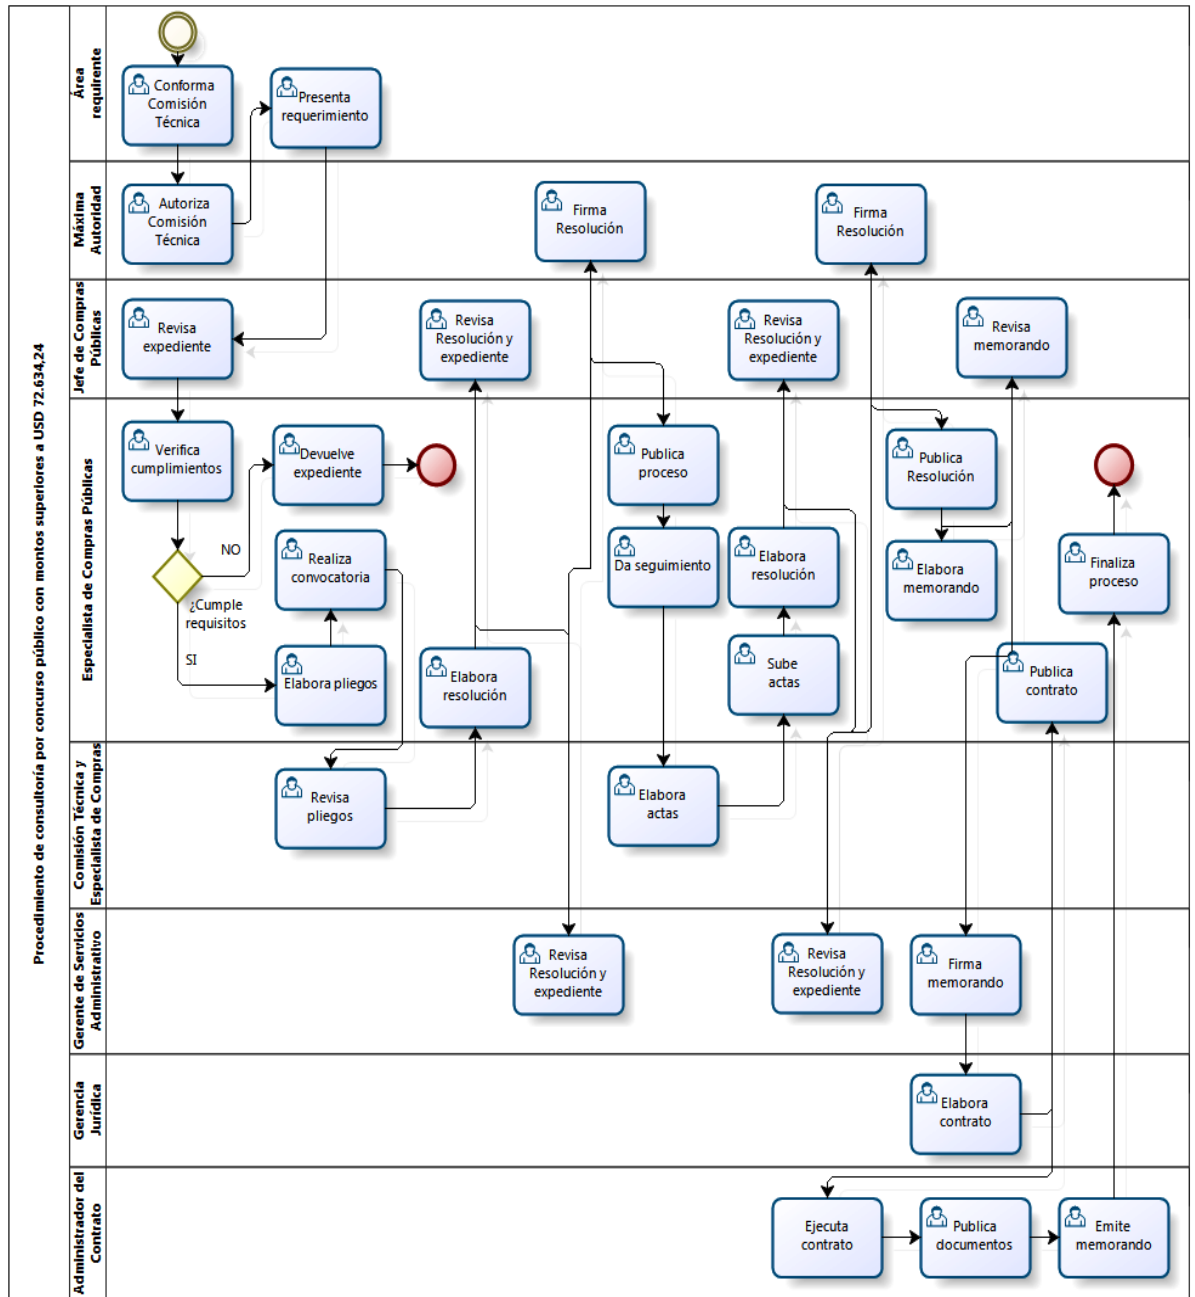 Procedimiento de consultoría por concurso público con montos superiores a USD 72.634,24
Área
requirente
Conforma
Comisión
Técnica
Presenta
requerimiento
Máxima
Autoridad
Autoriza
Comisión
Técnica
Firma
Resolución
Firma
Resolución
Jefe de Compras
Públicas
Revisa
expediente
Revisa
Resolución y
expediente
Revisa
Resolución y
expediente
Revisa
memorando
Especialista de Compras Públicas
Verifica
cumplimientos
Devuelve
expediente
NO
¿Cumple
requisitos
SI
Realiza
convocatoria
Elabora pliegos
Elabora
resolución
Publica
proceso
Da seguimiento
Elabora
resolución
Sube
actas
Publica
Resolución
Elabora
memorando
Publica
contrato
Finaliza
proceso
Comisión Técnica y
Especialista de Compras
Revisa
pliegos
Elabora
actas
Gerente de Servicios
Administrativo
Revisa
Resolución y
expediente
Revisa
Resolución y
expediente
Firma
memorando
Gerencia
Jurídica
Elabora
contrato
Administrador del
Contrato
Ejecuta
contrato
Publica
documentos
Emite
memorando